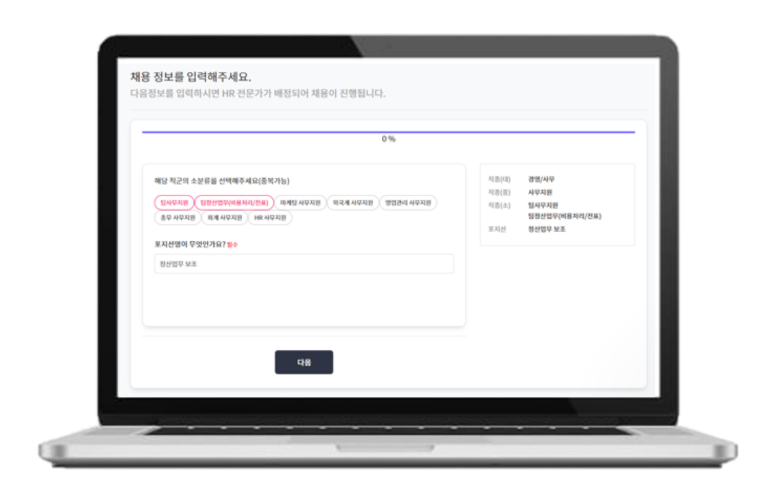 채용 정보를 입력해주세요.
다음정보를 입력하시면 HR 전문가가 배정되어 채용이 진행됩니다.
0 %
해당 직군의 소분류을 선택해주세요(중복가능)
팀사무지원 팀정산업무(비용처리/전표) 마케팅 사무지원 외국계 사무지원 영업관리 사무지원
총무 사무지원 회계 사무지원 HR 사무지원
포지션명이 무엇인가요? 필수
정산업무 보조
다음
직종(대) 경영/사무
직종(중) 사무지원
직종(소) 팀사무지원
팀정산업무(비용처리/전표)
포지션 정산업무 보조